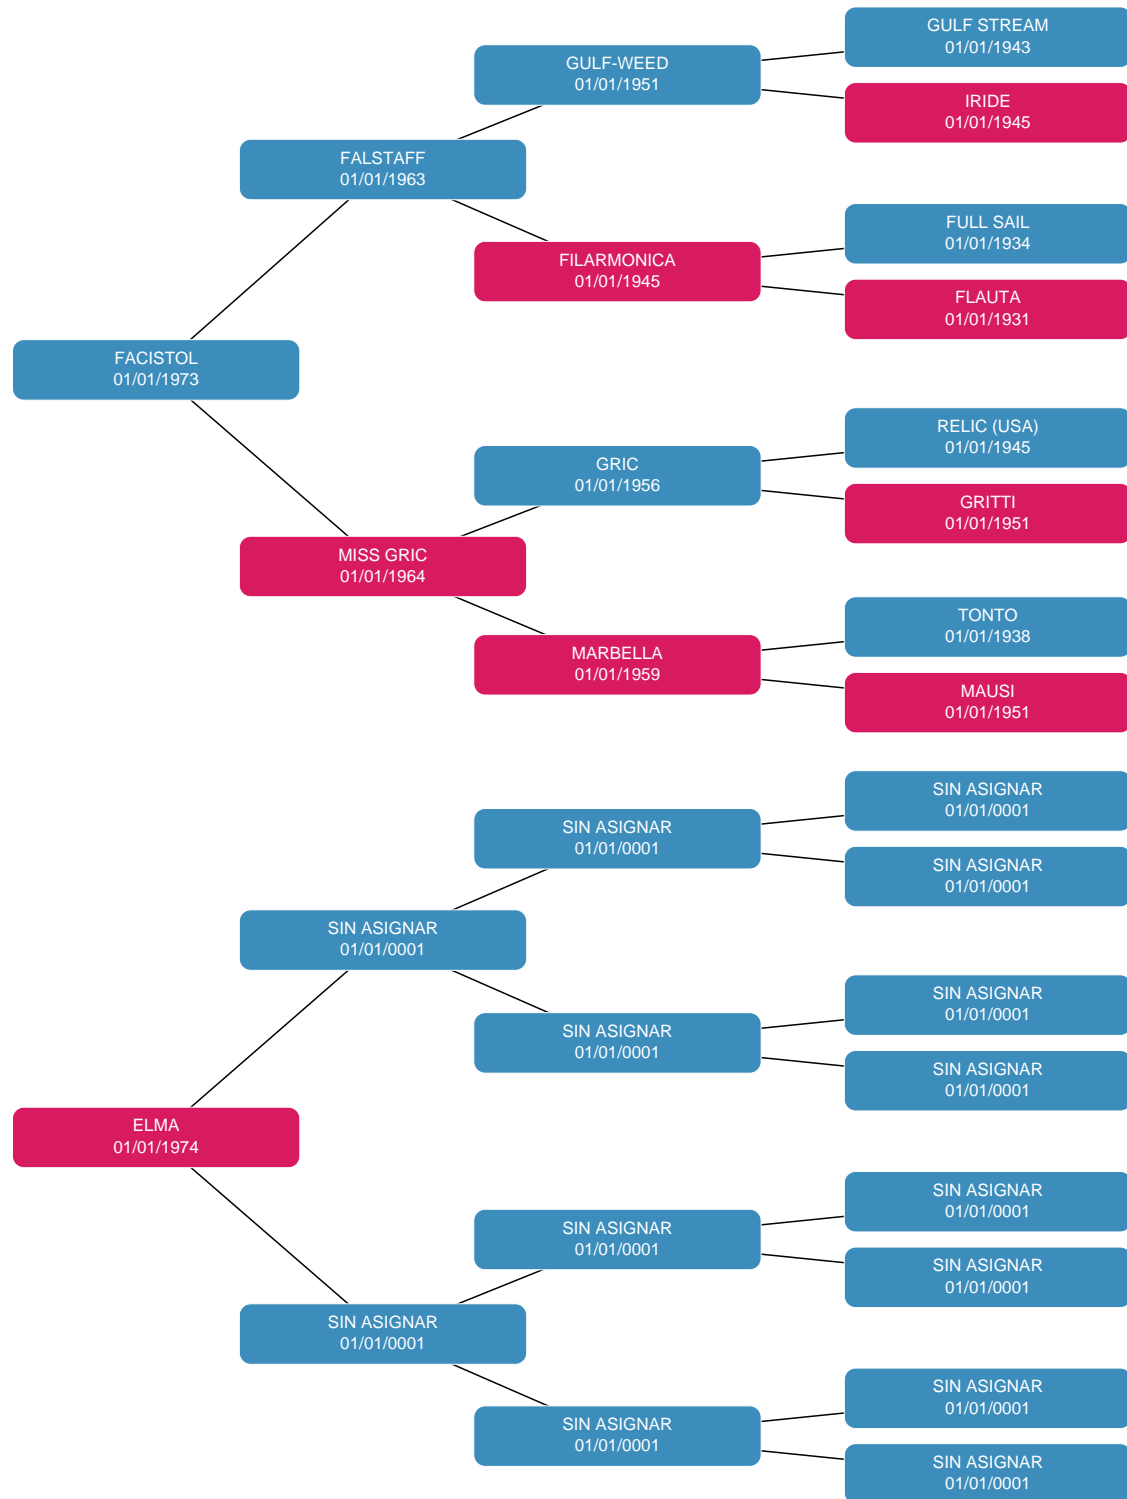 GULF STREAM
01/01/1943
GULF-WEED
01/01/1951
IRIDE
01/01/1945
FALSTAFF
01/01/1963
FULL SAIL
01/01/1934
FILARMONICA
01/01/1945
FLAUTA
01/01/1931
FACISTOL
01/01/1973
RELIC (USA)
01/01/1945
GRIC
01/01/1956
GRITTI
01/01/1951
MISS GRIC
01/01/1964
TONTO
01/01/1938
MARBELLA
01/01/1959
MAUSI
01/01/1951
SIN ASIGNAR
01/01/0001
SIN ASIGNAR
01/01/0001
SIN ASIGNAR
01/01/0001
SIN ASIGNAR
01/01/0001
SIN ASIGNAR
01/01/0001
SIN ASIGNAR
01/01/0001
SIN ASIGNAR
01/01/0001
ELMA
01/01/1974
SIN ASIGNAR
01/01/0001
SIN ASIGNAR
01/01/0001
SIN ASIGNAR
01/01/0001
SIN ASIGNAR
01/01/0001
SIN ASIGNAR
01/01/0001
SIN ASIGNAR
01/01/0001
SIN ASIGNAR
01/01/0001